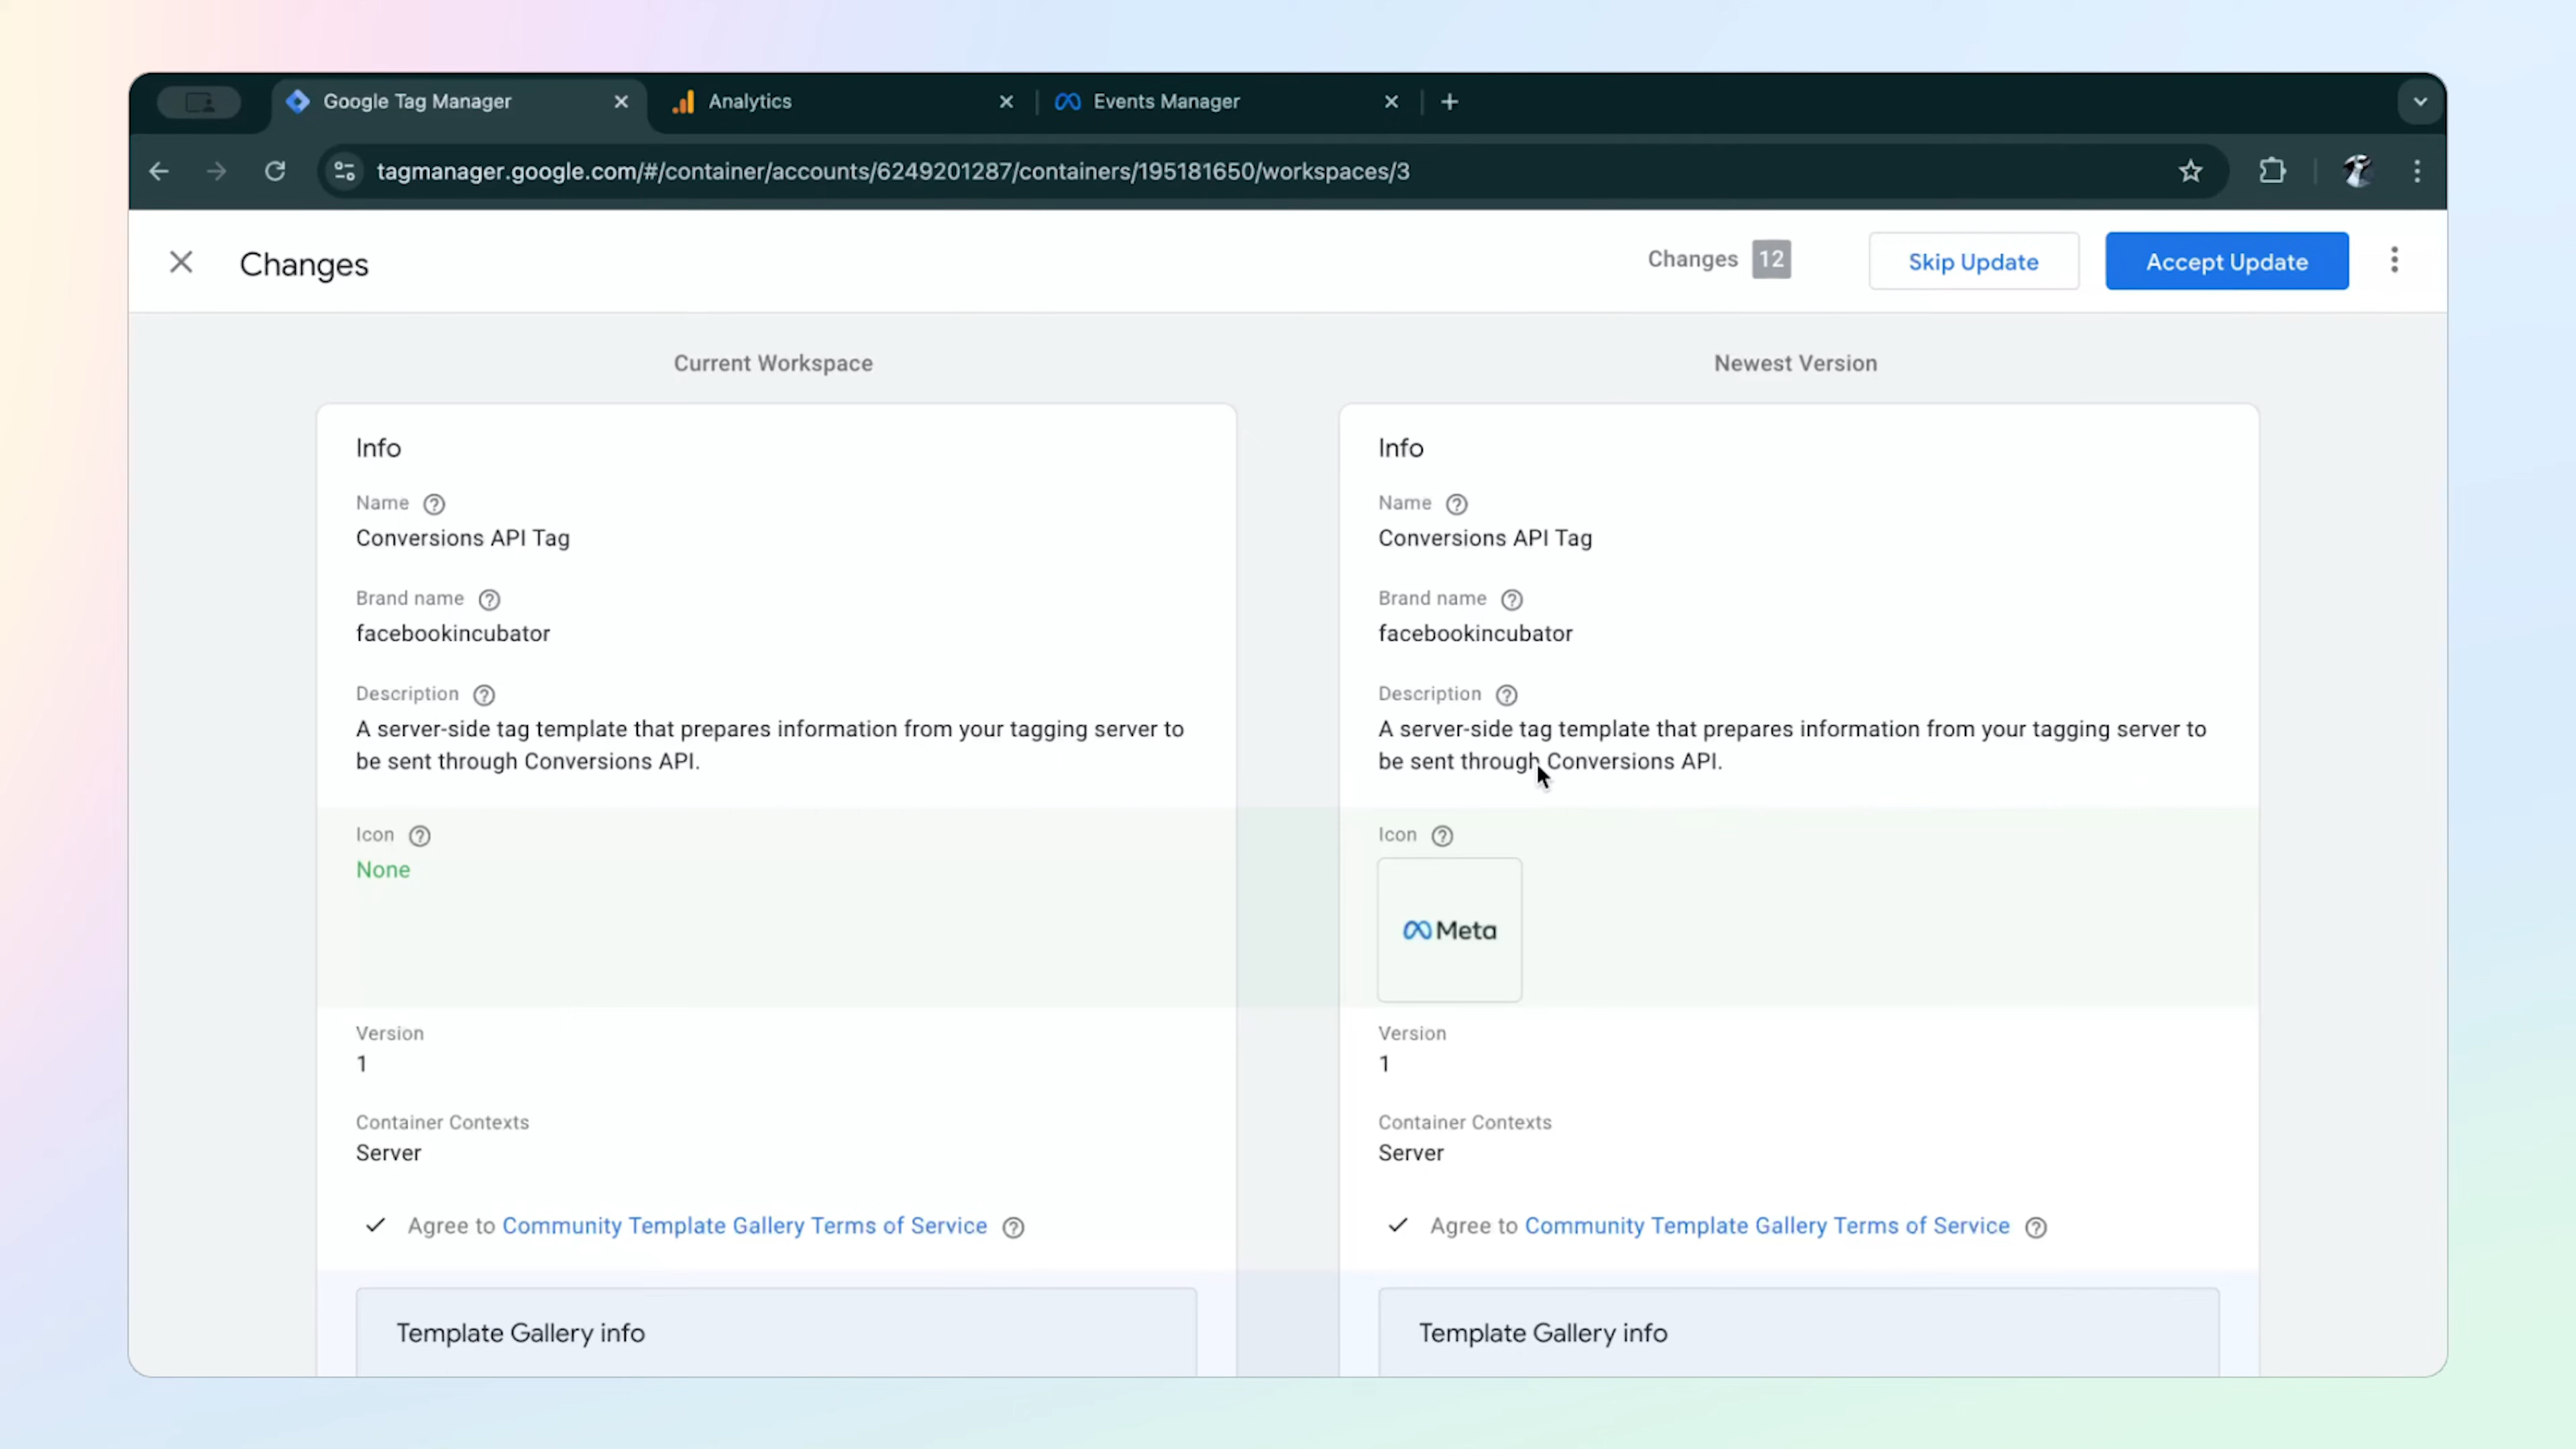 Google Tag Manager
Analytics
Events Manager
tagmanager.google.com/#/container/accounts/6249201287/containers/195181650/workspaces/3
Changes
Changes 12
Skip Update
Accept Update
Current Workspace
Newest Version
Info
Name
Conversions API Tag
Brand name
facebookincubator
Description
A server-side tag template that prepares information from your tagging server to
be sent through Conversions API.
Icon
None
Version
1
Container Contexts
Server
Agree to Community Template Gallery Terms of Service
Template Gallery info
Info
Name
Conversions API Tag
Brand name
facebookincubator
Description
A server-side tag template that prepares information from your tagging server to
be sent through Conversions API.
Icon
Meta
Version
1
Container Contexts
Server
Agree to Community Template Gallery Terms of Service
Template Gallery info